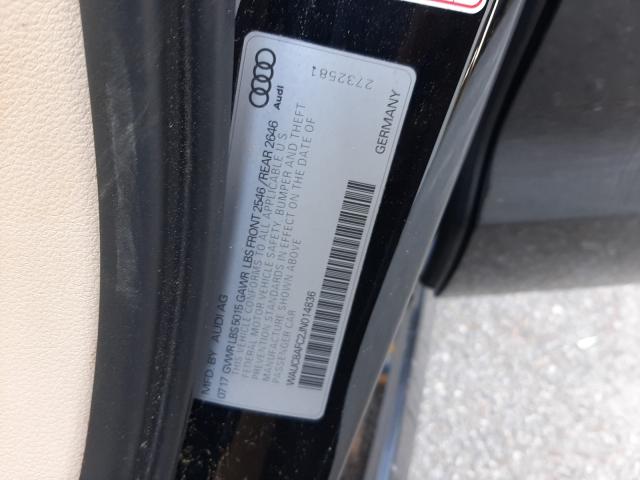 Audi
2732581
MFD. BY AUDI AG
GERMANY
07/17 GVWR LBS 5015 GAWR LBS FRONT 2546 / REAR 2646
THIS VEHICLE CONFORMS TO ALL APPLICABLE U S
FEDERAL MOTOR VEHICLE SAFETY, BUMPER AND THEFT
PREVENTION STANDARDS IN EFFECT ON THE DATE OF
MANUFACTURE SHOWN ABOVE
PASSENGER CAR
WAUC8AFC2JN014836